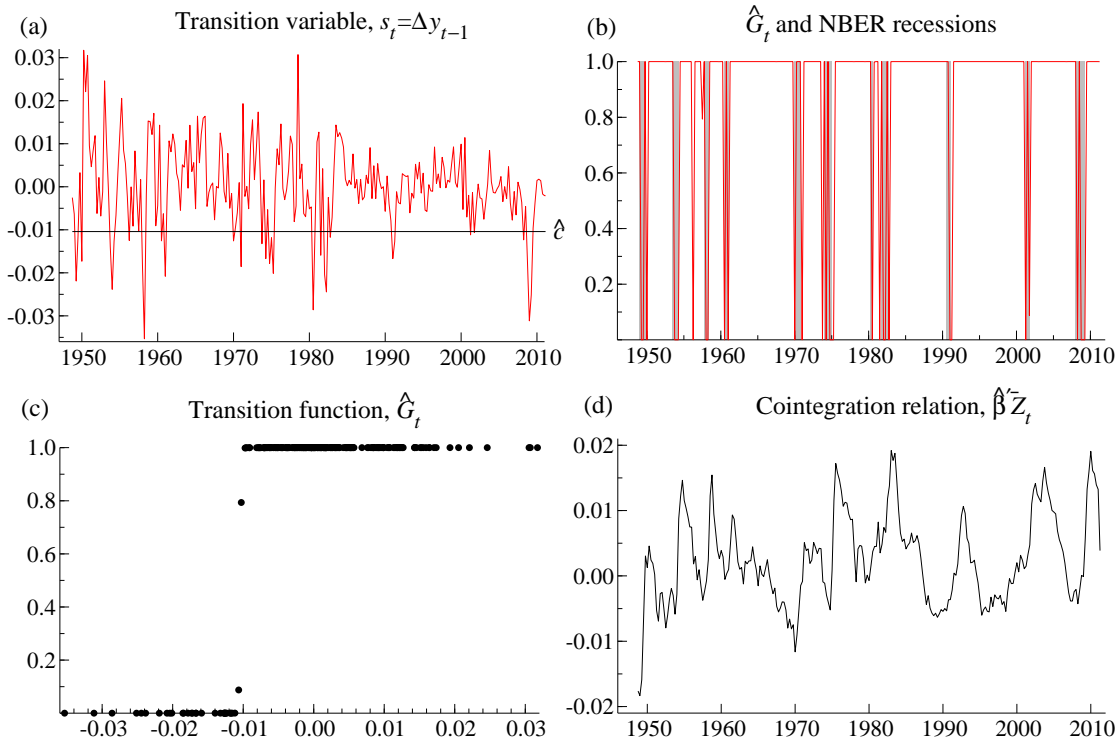 (a) Transition variable, s_t=Δy_{t−1}
0.03
0.02
0.01
0.00
-0.01
-0.02
-0.03
ĉ
1950 1960 1970 1980 1990 2000 2010
(b) Ĝ_t and NBER recessions
1.0
0.8
0.6
0.4
0.2
1950 1960 1970 1980 1990 2000 2010
(c) Transition function, Ĝ_t
1.0
0.8
0.6
0.4
0.2
-0.03 -0.02 -0.01 0.00 0.01 0.02 0.03
(d) Cointegration relation, β̂′Z̄_t
0.02
0.01
0.00
-0.01
-0.02
1950 1960 1970 1980 1990 2000 2010